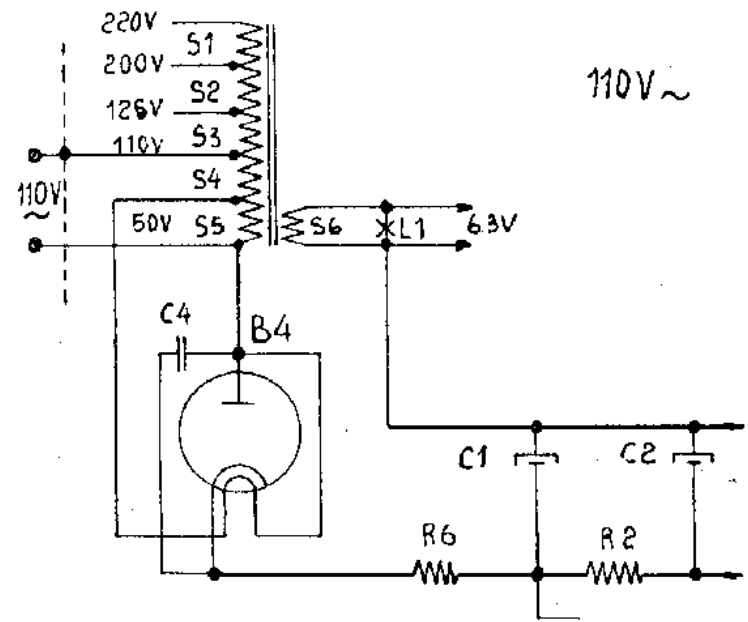 220V
S1
200V
110V~
S2
126V
S3
110V
S4
110V
~
50V
S5
S6
L1
6.3V
C4
B4
C1
C2
R6
R2